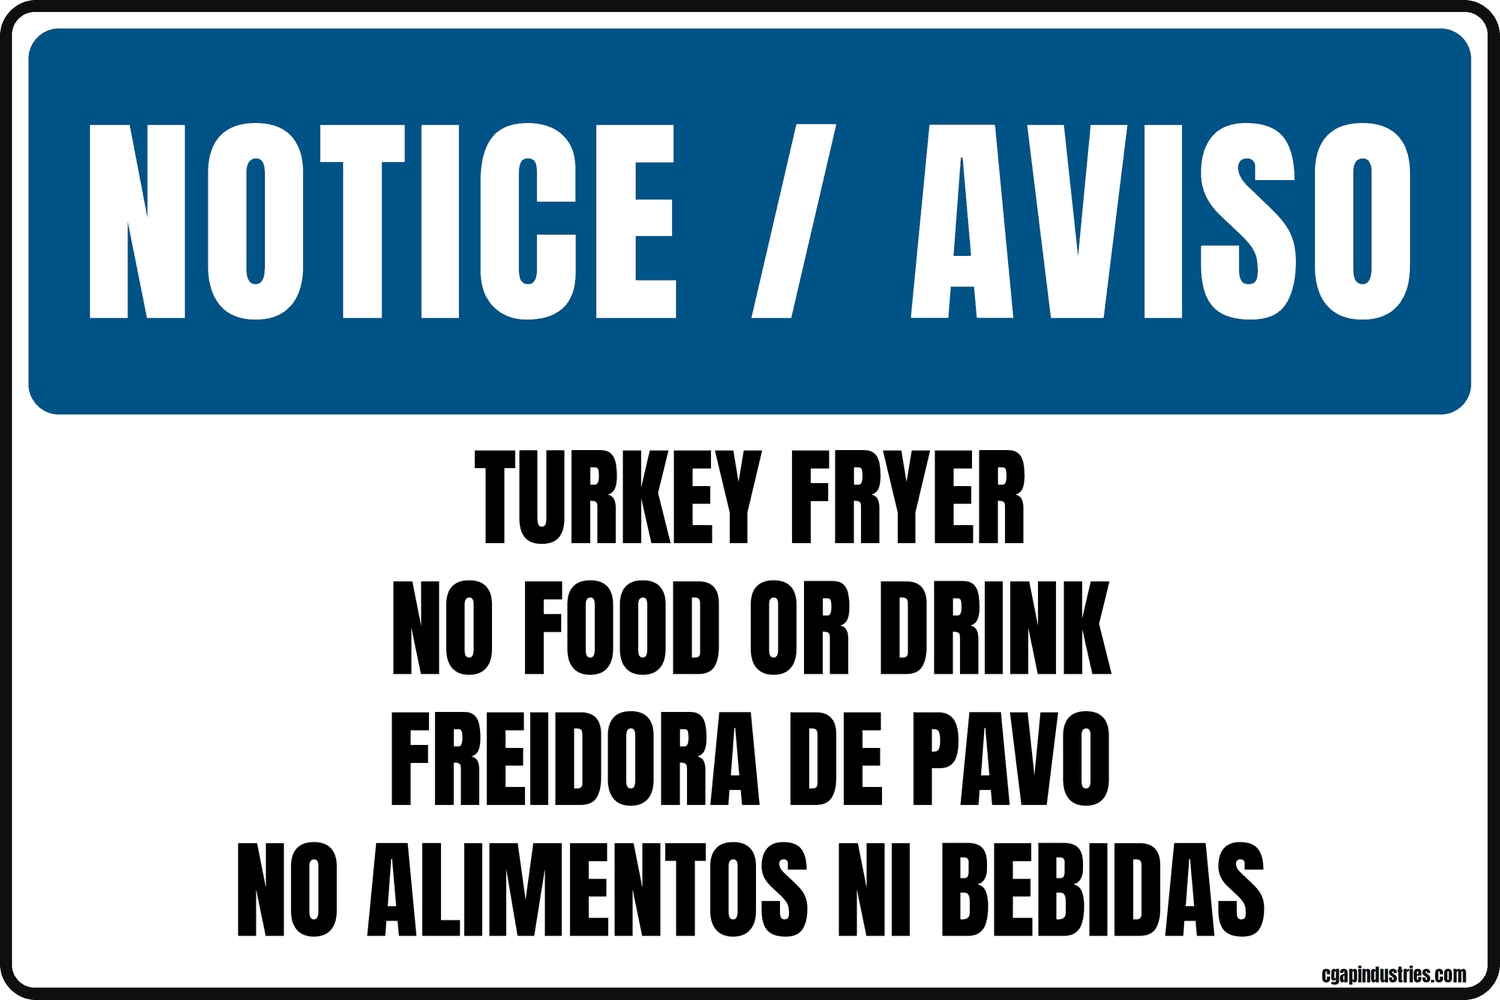 NOTICE / AVISO
TURKEY FRYER
NO FOOD OR DRINK
FREIDORA DE PAVO
NO ALIMENTOS NI BEBIDAS
cgapindustries.com